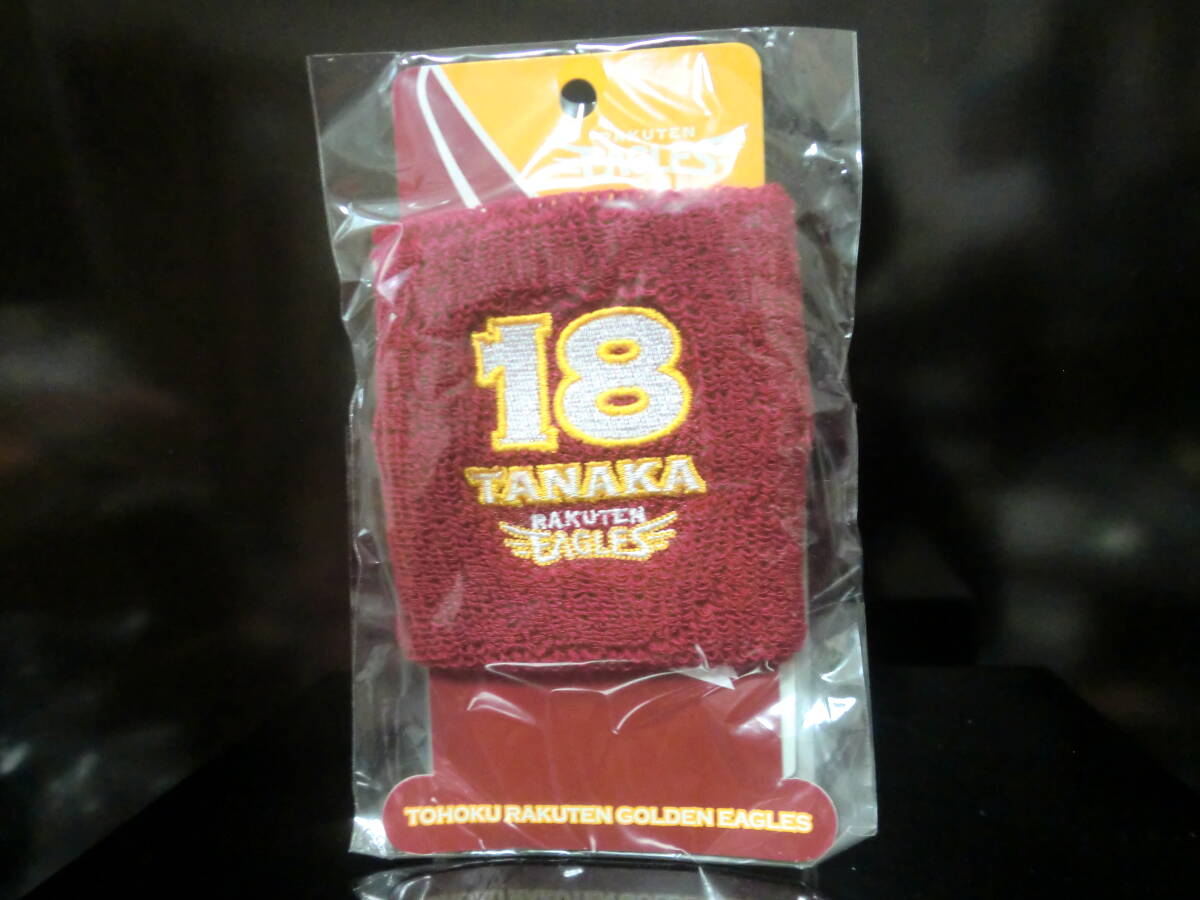 RAKUTEN
EAGLES
18
TANAKA
RAKUTEN
EAGLES
TOHOKU RAKUTEN GOLDEN EAGLES